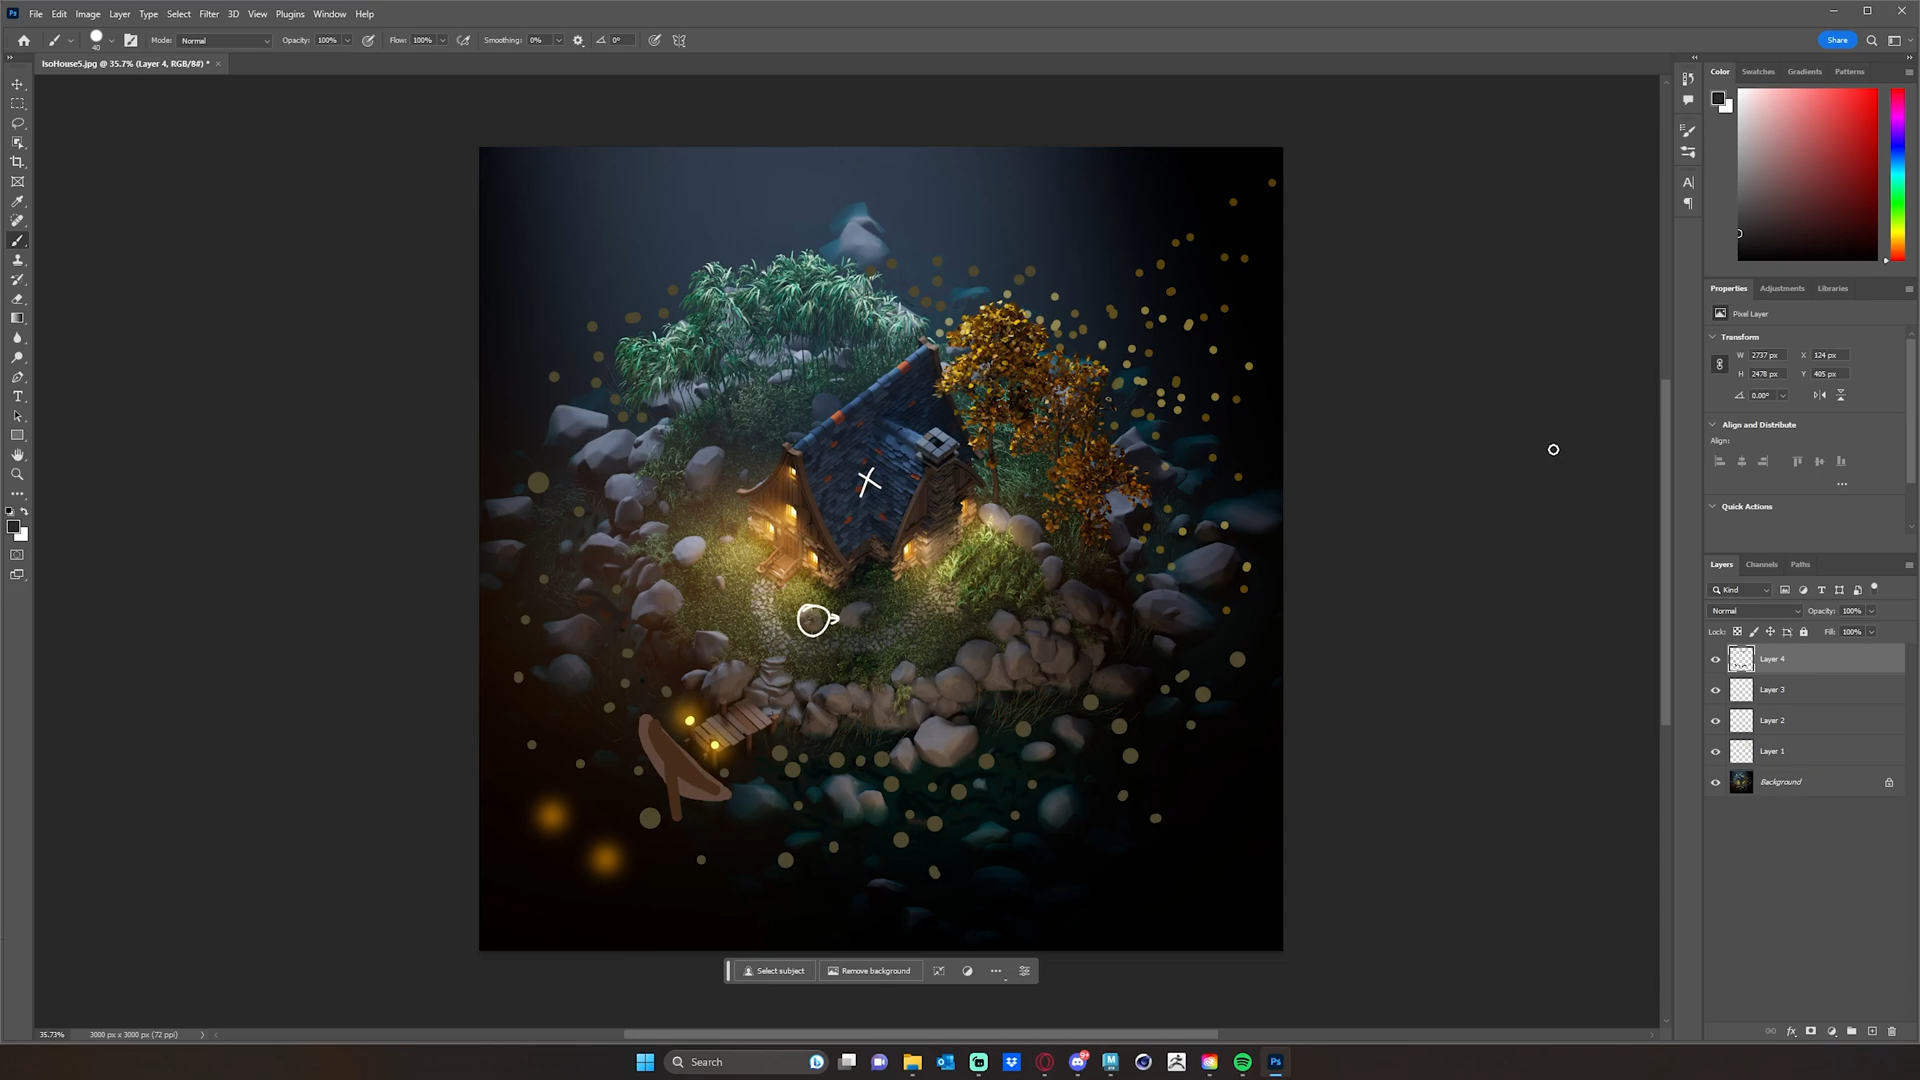 File Edit Image Layer Type Select Filter 3D View Plugins Window Help
40 Mode: Normal Opacity: 100% Flow: 100% Smoothing: 0% 0° Share
IsoHouse5.jpg @ 35.7% (Layer 4, RGB/8#) *
Color Swatches Gradients Patterns
Properties Adjustments Libraries
Pixel Layer
Transform
W 2737 px X 124 px
H 2478 px Y 405 px
0.00°
Align and Distribute
Align:
Quick Actions
Layers Channels Paths
Kind
Normal Opacity: 100%
Lock: Fill: 100%
Layer 4
Layer 3
Layer 2
Layer 1
Background
Select subject Remove background
35.73% 3000 px x 3000 px (72 ppi)
Search
Ps